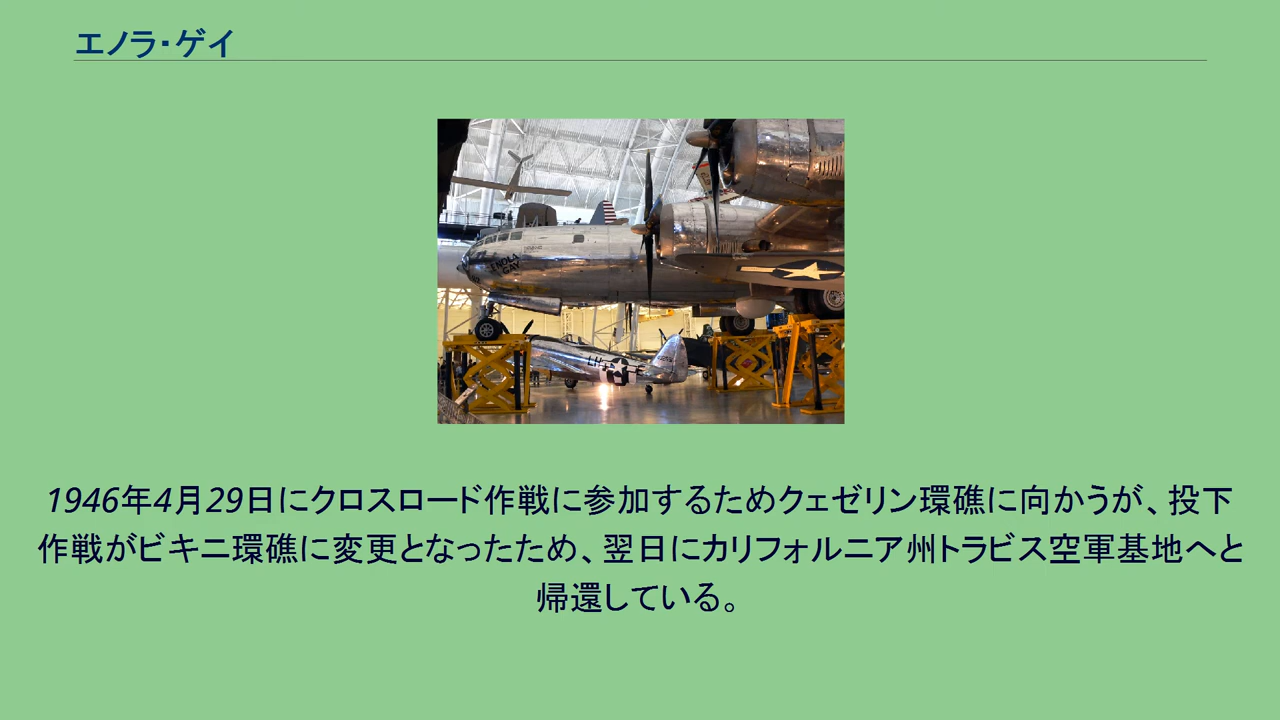 エノラ・ゲイ
ENOLA
GAY
1946年4月29日にクロスロード作戦に参加するためクェゼリン環礁に向かうが、投下
作戦がビキニ環礁に変更となったため、翌日にカリフォルニア州トラビス空軍基地へと
帰還している。